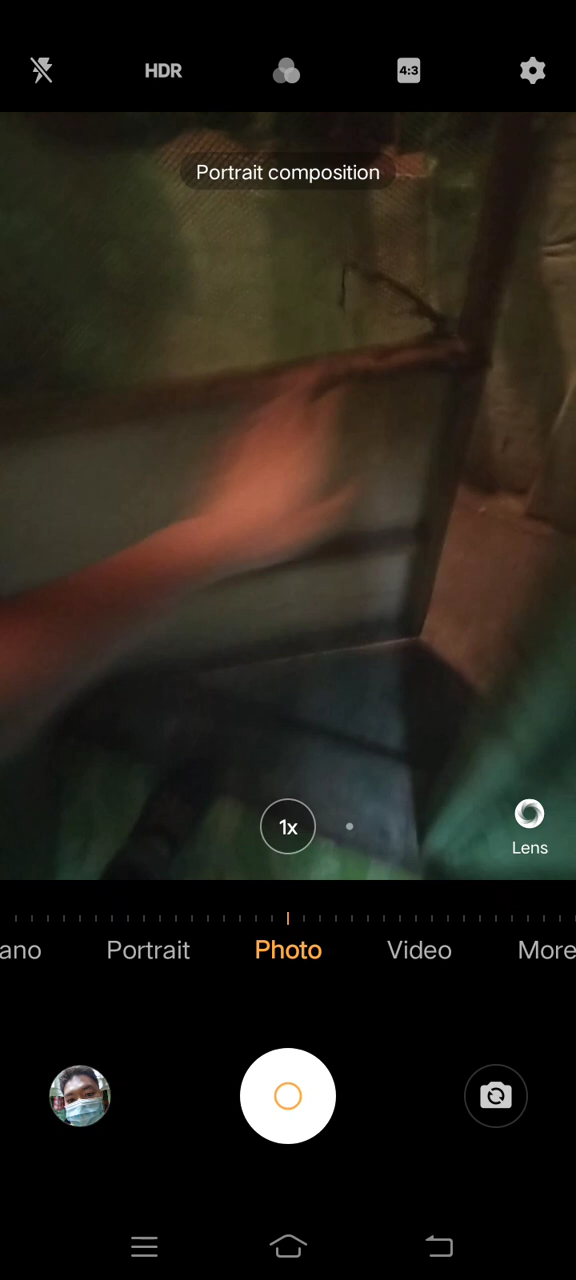 HDR
4:3
Portrait composition
1x
Lens
ano
Portrait
Photo
Video
More